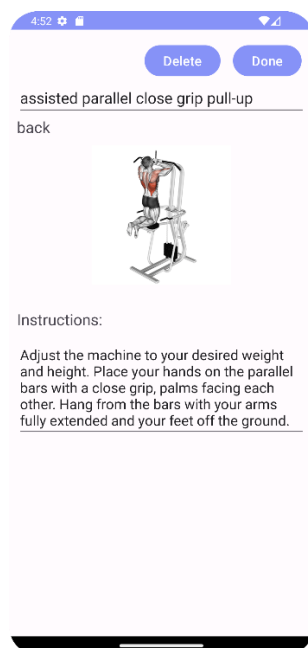 4:52
Delete Done
assisted parallel close grip pull-up
back
Instructions:
Adjust the machine to your desired weight
and height. Place your hands on the parallel
bars with a close grip, palms facing each
other. Hang from the bars with your arms
fully extended and your feet off the ground.